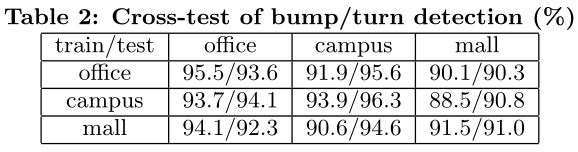 Table 2: Cross-test of bump/turn detection (%)
train/test office campus mall
office 95.5/93.6 91.9/95.6 90.1/90.3
campus 93.7/94.1 93.9/96.3 88.5/90.8
mall 94.1/92.3 90.6/94.6 91.5/91.0